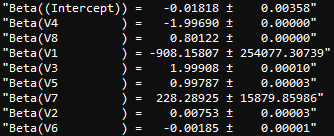 "Beta((Intercept)) = -0.01818 ± 0.00358"
"Beta(V4 ) = -1.99690 ± 0.00000"
"Beta(V8 ) = 0.80122 ± 0.00000"
"Beta(V1 ) = -908.15807 ± 254077.30739"
"Beta(V3 ) = 1.99908 ± 0.00010"
"Beta(V5 ) = 0.99787 ± 0.00003"
"Beta(V7 ) = 228.28925 ± 15879.85986"
"Beta(V2 ) = 0.00753 ± 0.00003"
"Beta(V6 ) = -0.00185 ± 0.00001"